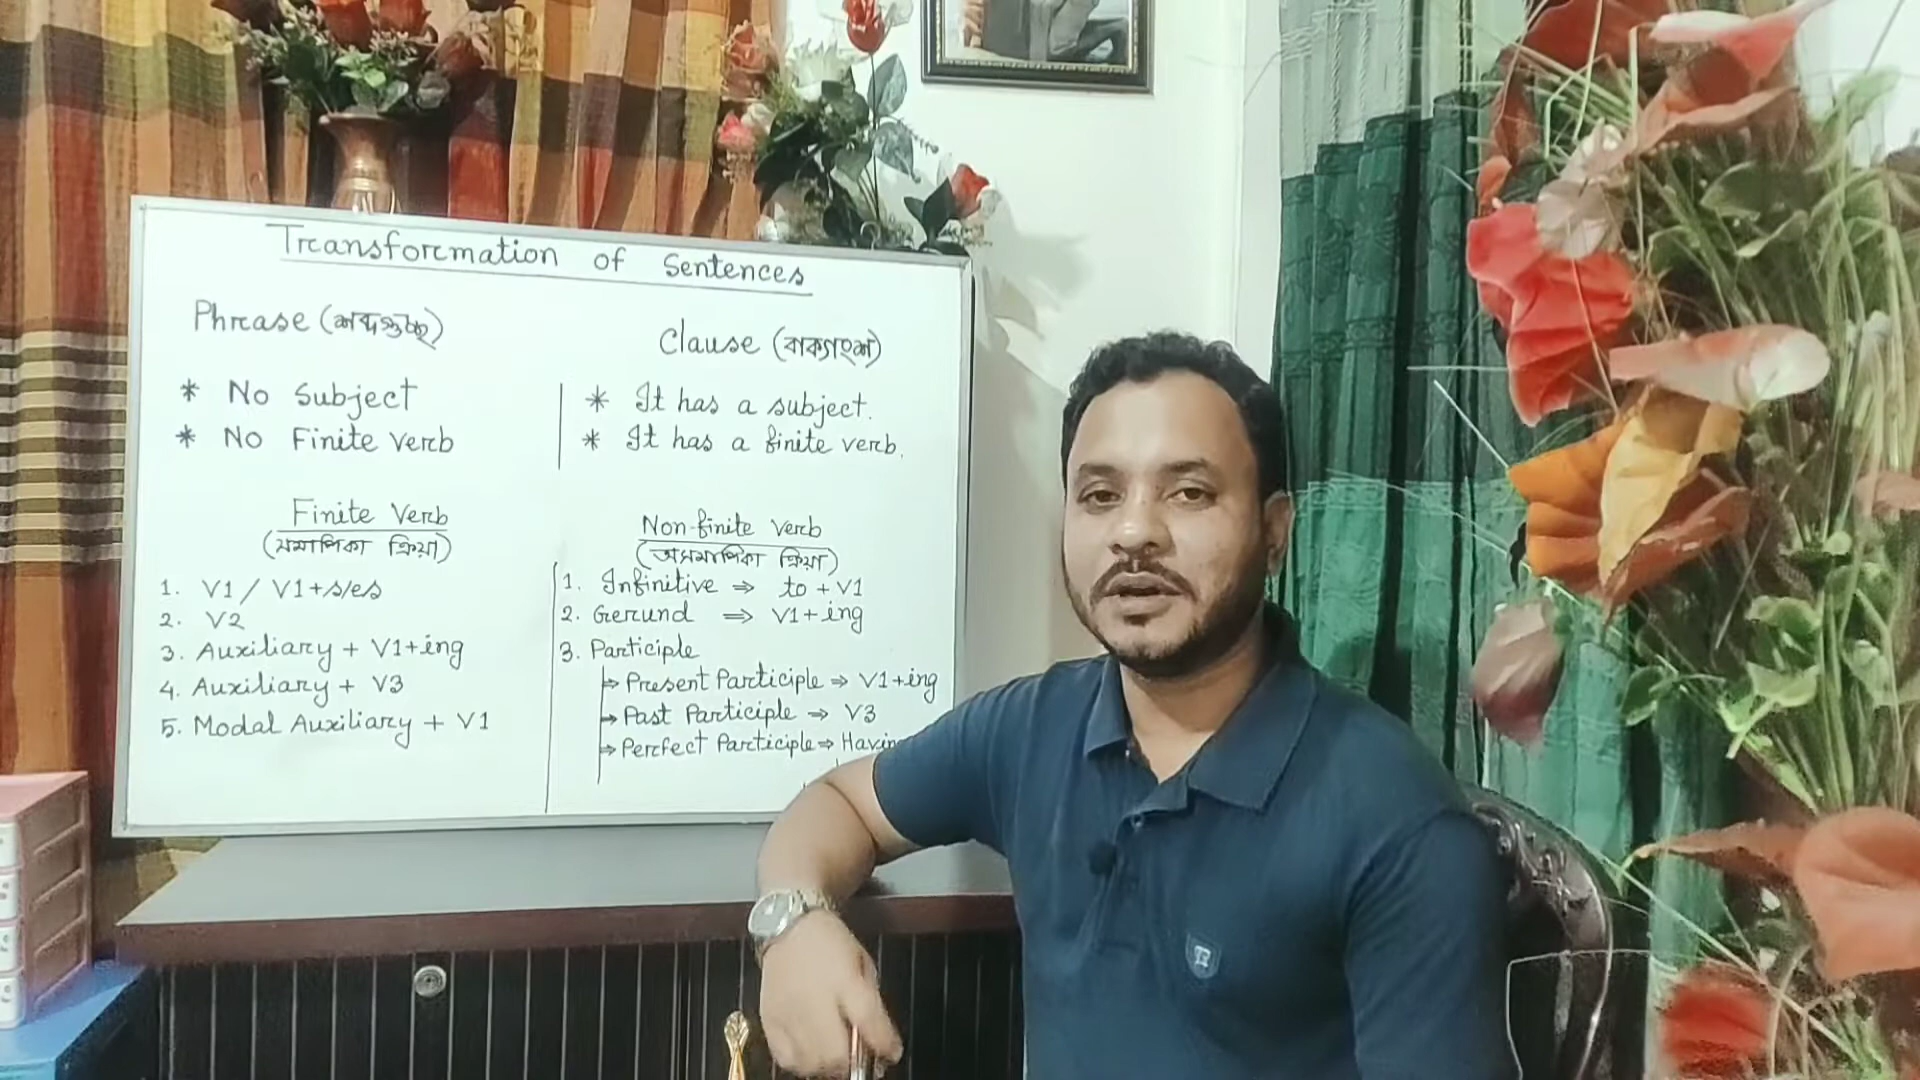 Transformation of Sentences
Phrase (শব্দগুচ্ছ)
* No Subject
* No Finite Verb
Clause (বাক্যাংশ)
* It has a subject.
* It has a finite verb.
Finite Verb
(সমাপিকা ক্রিয়া)
1. V1 / V1+s/es
2. V2
3. Auxiliary + V1+ing
4. Auxiliary + V3
5. Modal Auxiliary + V1
Non-finite Verb
(অসমাপিকা ক্রিয়া)
1. Infinitive ⇒ to + V1
2. Gerund ⇒ V1+ing
3. Participle
⇒ Present Participle ⇒ V1+ing
⇒ Past Participle ⇒ V3
⇒ Perfect Participle ⇒ Having